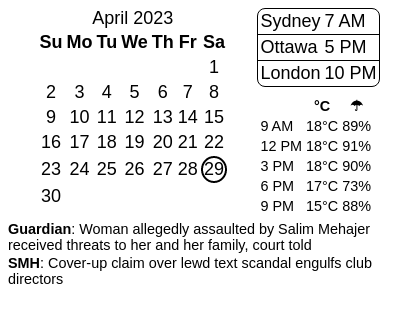 April 2023
Su Mo Tu We Th Fr Sa
1
2 3 4 5 6 7 8
9 10 11 12 13 14 15
16 17 18 19 20 21 22
23 24 25 26 27 28 29
30
Sydney 7 AM
Ottawa 5 PM
London 10 PM
°C ☂
9 AM 18°C 89%
12 PM 18°C 91%
3 PM 18°C 90%
6 PM 17°C 73%
9 PM 15°C 88%
Guardian: Woman allegedly assaulted by Salim Mehajer
received threats to her and her family, court told
SMH: Cover-up claim over lewd text scandal engulfs club
directors